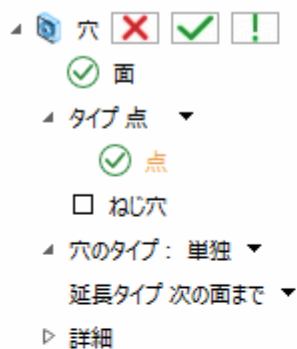 穴
面
タイプ 点
点
ねじ穴
穴のタイプ : 単独
延長タイプ 次の面まで
詳細